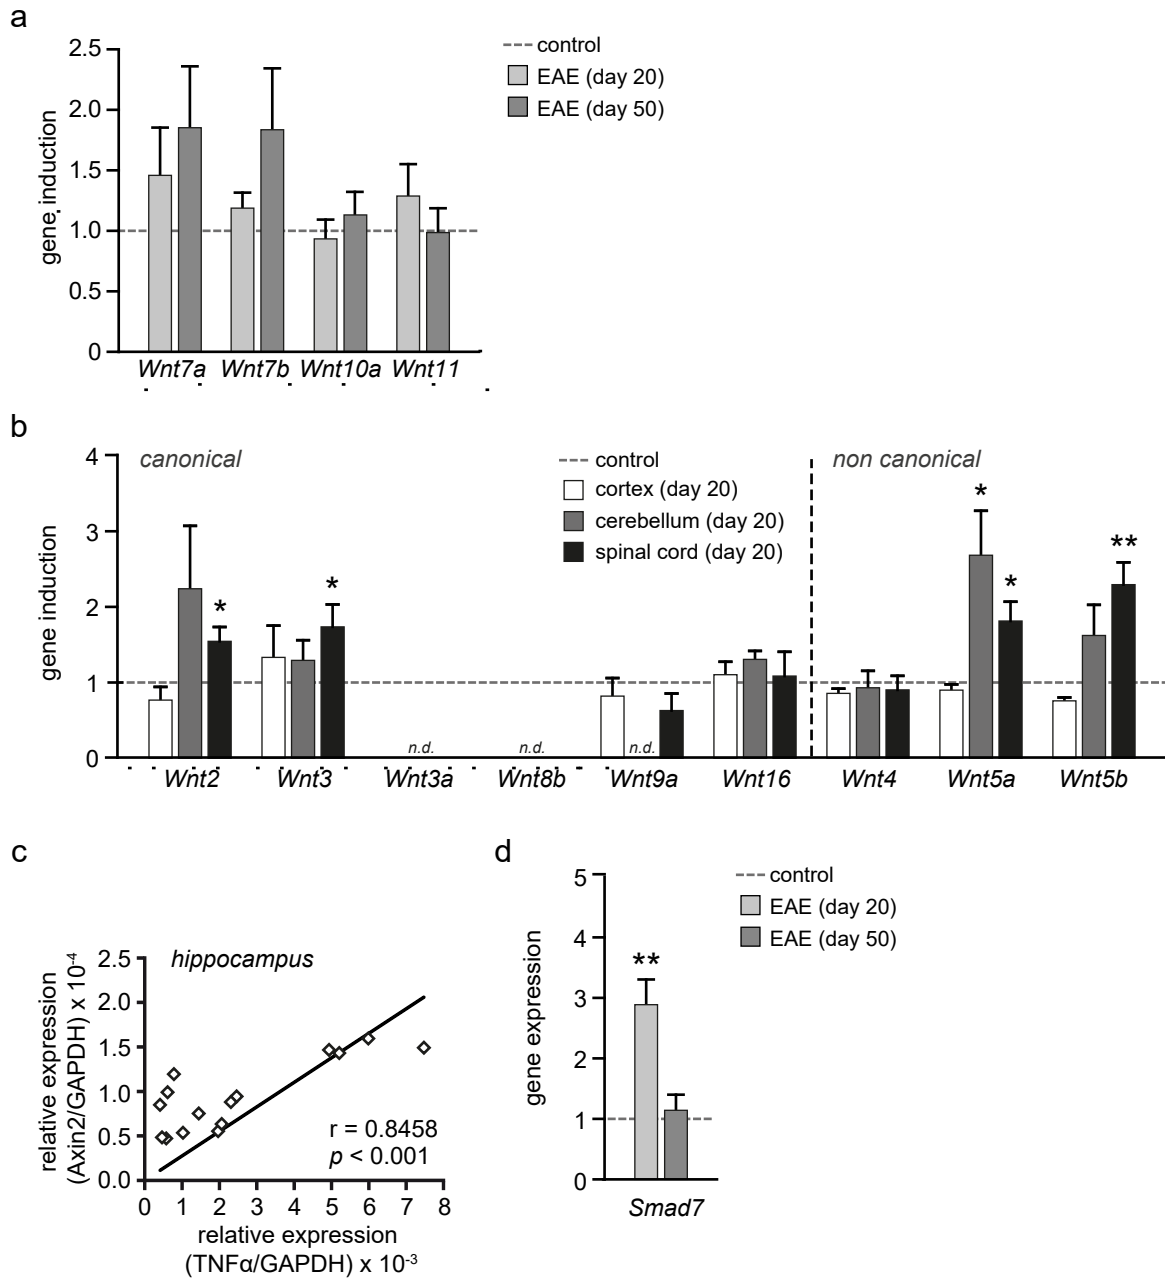 a
2.5
2.0
1.5
1.0
0.5
0
gene induction
control
EAE (day 20)
EAE (day 50)
Wnt7a Wnt7b Wnt10a Wnt11
b
4
3
2
1
0
gene induction
canonical
control
cortex (day 20)
cerebellum (day 20)
spinal cord (day 20)
non canonical
*
*
*
*
**
n.d.
n.d.
n.d.
Wnt2 Wnt3 Wnt3a Wnt8b Wnt9a Wnt16 Wnt4 Wnt5a Wnt5b
c
2.5
2.0
1.5
1.0
0.5
0.0
relative expression
(Axin2/GAPDH) x 10⁻⁴
hippocampus
r = 0.8458
p < 0.001
0 1 2 3 4 5 6 7 8
relative expression
(TNFα/GAPDH) x 10⁻³
d
5
4
3
2
1
0
gene expression
control
EAE (day 20)
EAE (day 50)
**
Smad7